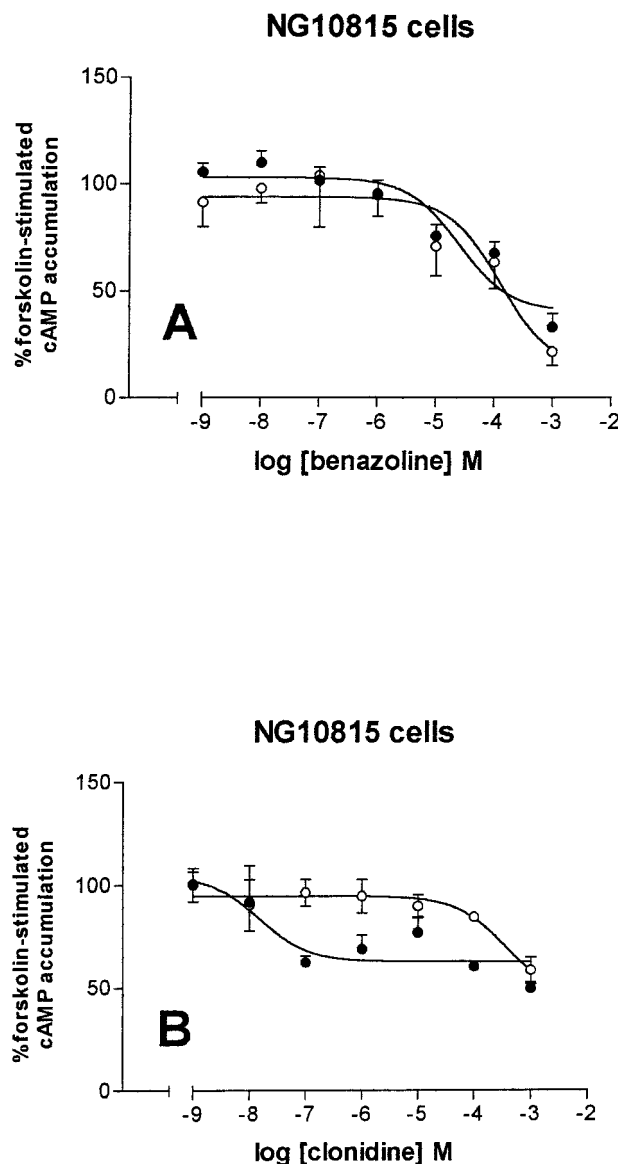 NG10815 cells
150
100
50
0
%forskolin-stimulated
cAMP accumulation
A
-9 -8 -7 -6 -5 -4 -3 -2
log [benazoline] M
NG10815 cells
150
100
50
0
%forskolin-stimulated
cAMP accumulation
B
-9 -8 -7 -6 -5 -4 -3 -2
log [clonidine] M